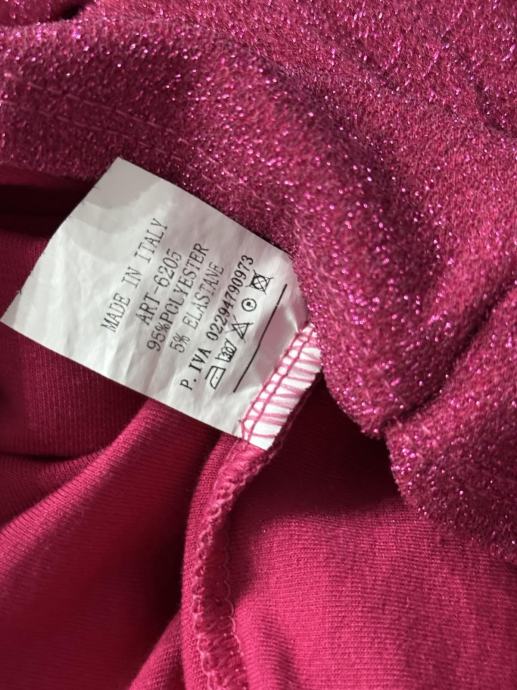 MADE IN ITALY
ART-6205
95%POLYESTER
5% ELASTANE
P.IVA 02294790973